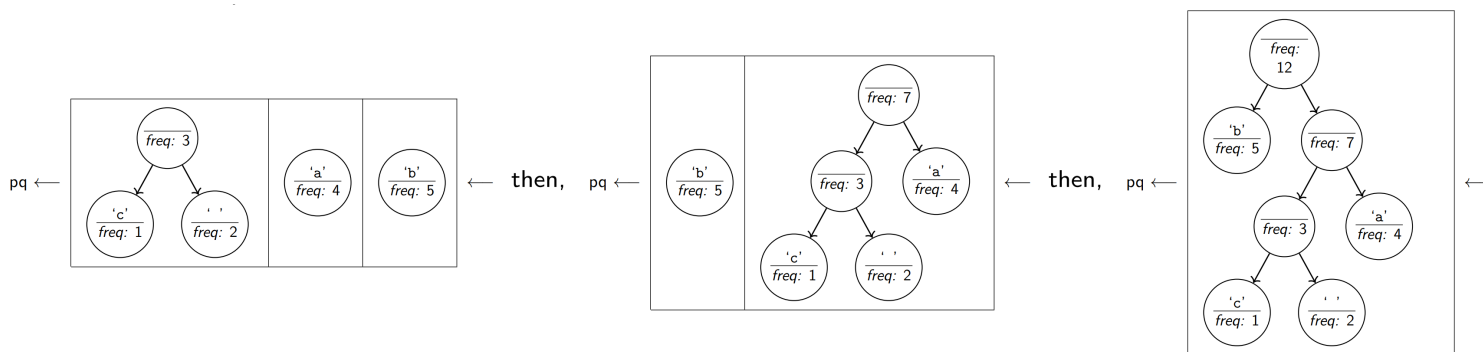 pq ←
freq: 3
‘c’
freq: 1
‘ ’
freq: 2
‘a’
freq: 4
‘b’
freq: 5
← then,
pq ←
‘b’
freq: 5
freq: 7
freq: 3
‘a’
freq: 4
‘c’
freq: 1
‘ ’
freq: 2
← then,
pq ←
freq:
12
‘b’
freq: 5
freq: 7
freq: 3
‘a’
freq: 4
‘c’
freq: 1
‘ ’
freq: 2
←